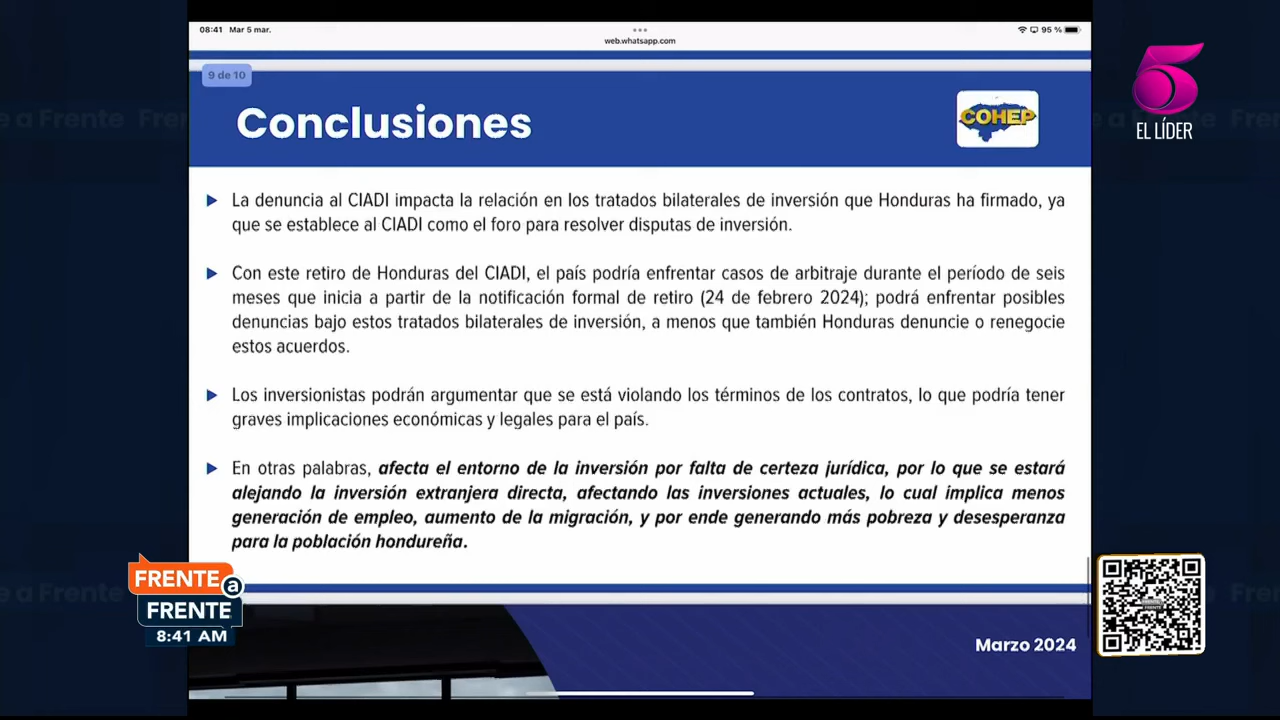 08:41 Mar 5 mar.
web.whatsapp.com
95 %
9 de 10
Conclusiones
COHEP
5
EL LÍDER
La denuncia al CIADI impacta la relación en los tratados bilaterales de inversión que Honduras ha firmado, ya
que se establece al CIADI como el foro para resolver disputas de inversión.
Con este retiro de Honduras del CIADI, el país podría enfrentar casos de arbitraje durante el período de seis
meses que inicia a partir de la notificación formal de retiro (24 de febrero 2024); podrá enfrentar posibles
denuncias bajo estos tratados bilaterales de inversión, a menos que también Honduras denuncie o renegocie
estos acuerdos.
Los inversionistas podrán argumentar que se está violando los términos de los contratos, lo que podría tener
graves implicaciones económicas y legales para el país.
En otras palabras, afecta el entorno de la inversión por falta de certeza jurídica, por lo que se estará
alejando la inversión extranjera directa, afectando las inversiones actuales, lo cual implica menos
generación de empleo, aumento de la migración, y por ende generando más pobreza y desesperanza
para la población hondureña.
FRENTE a
FRENTE
8:41 AM
Marzo 2024